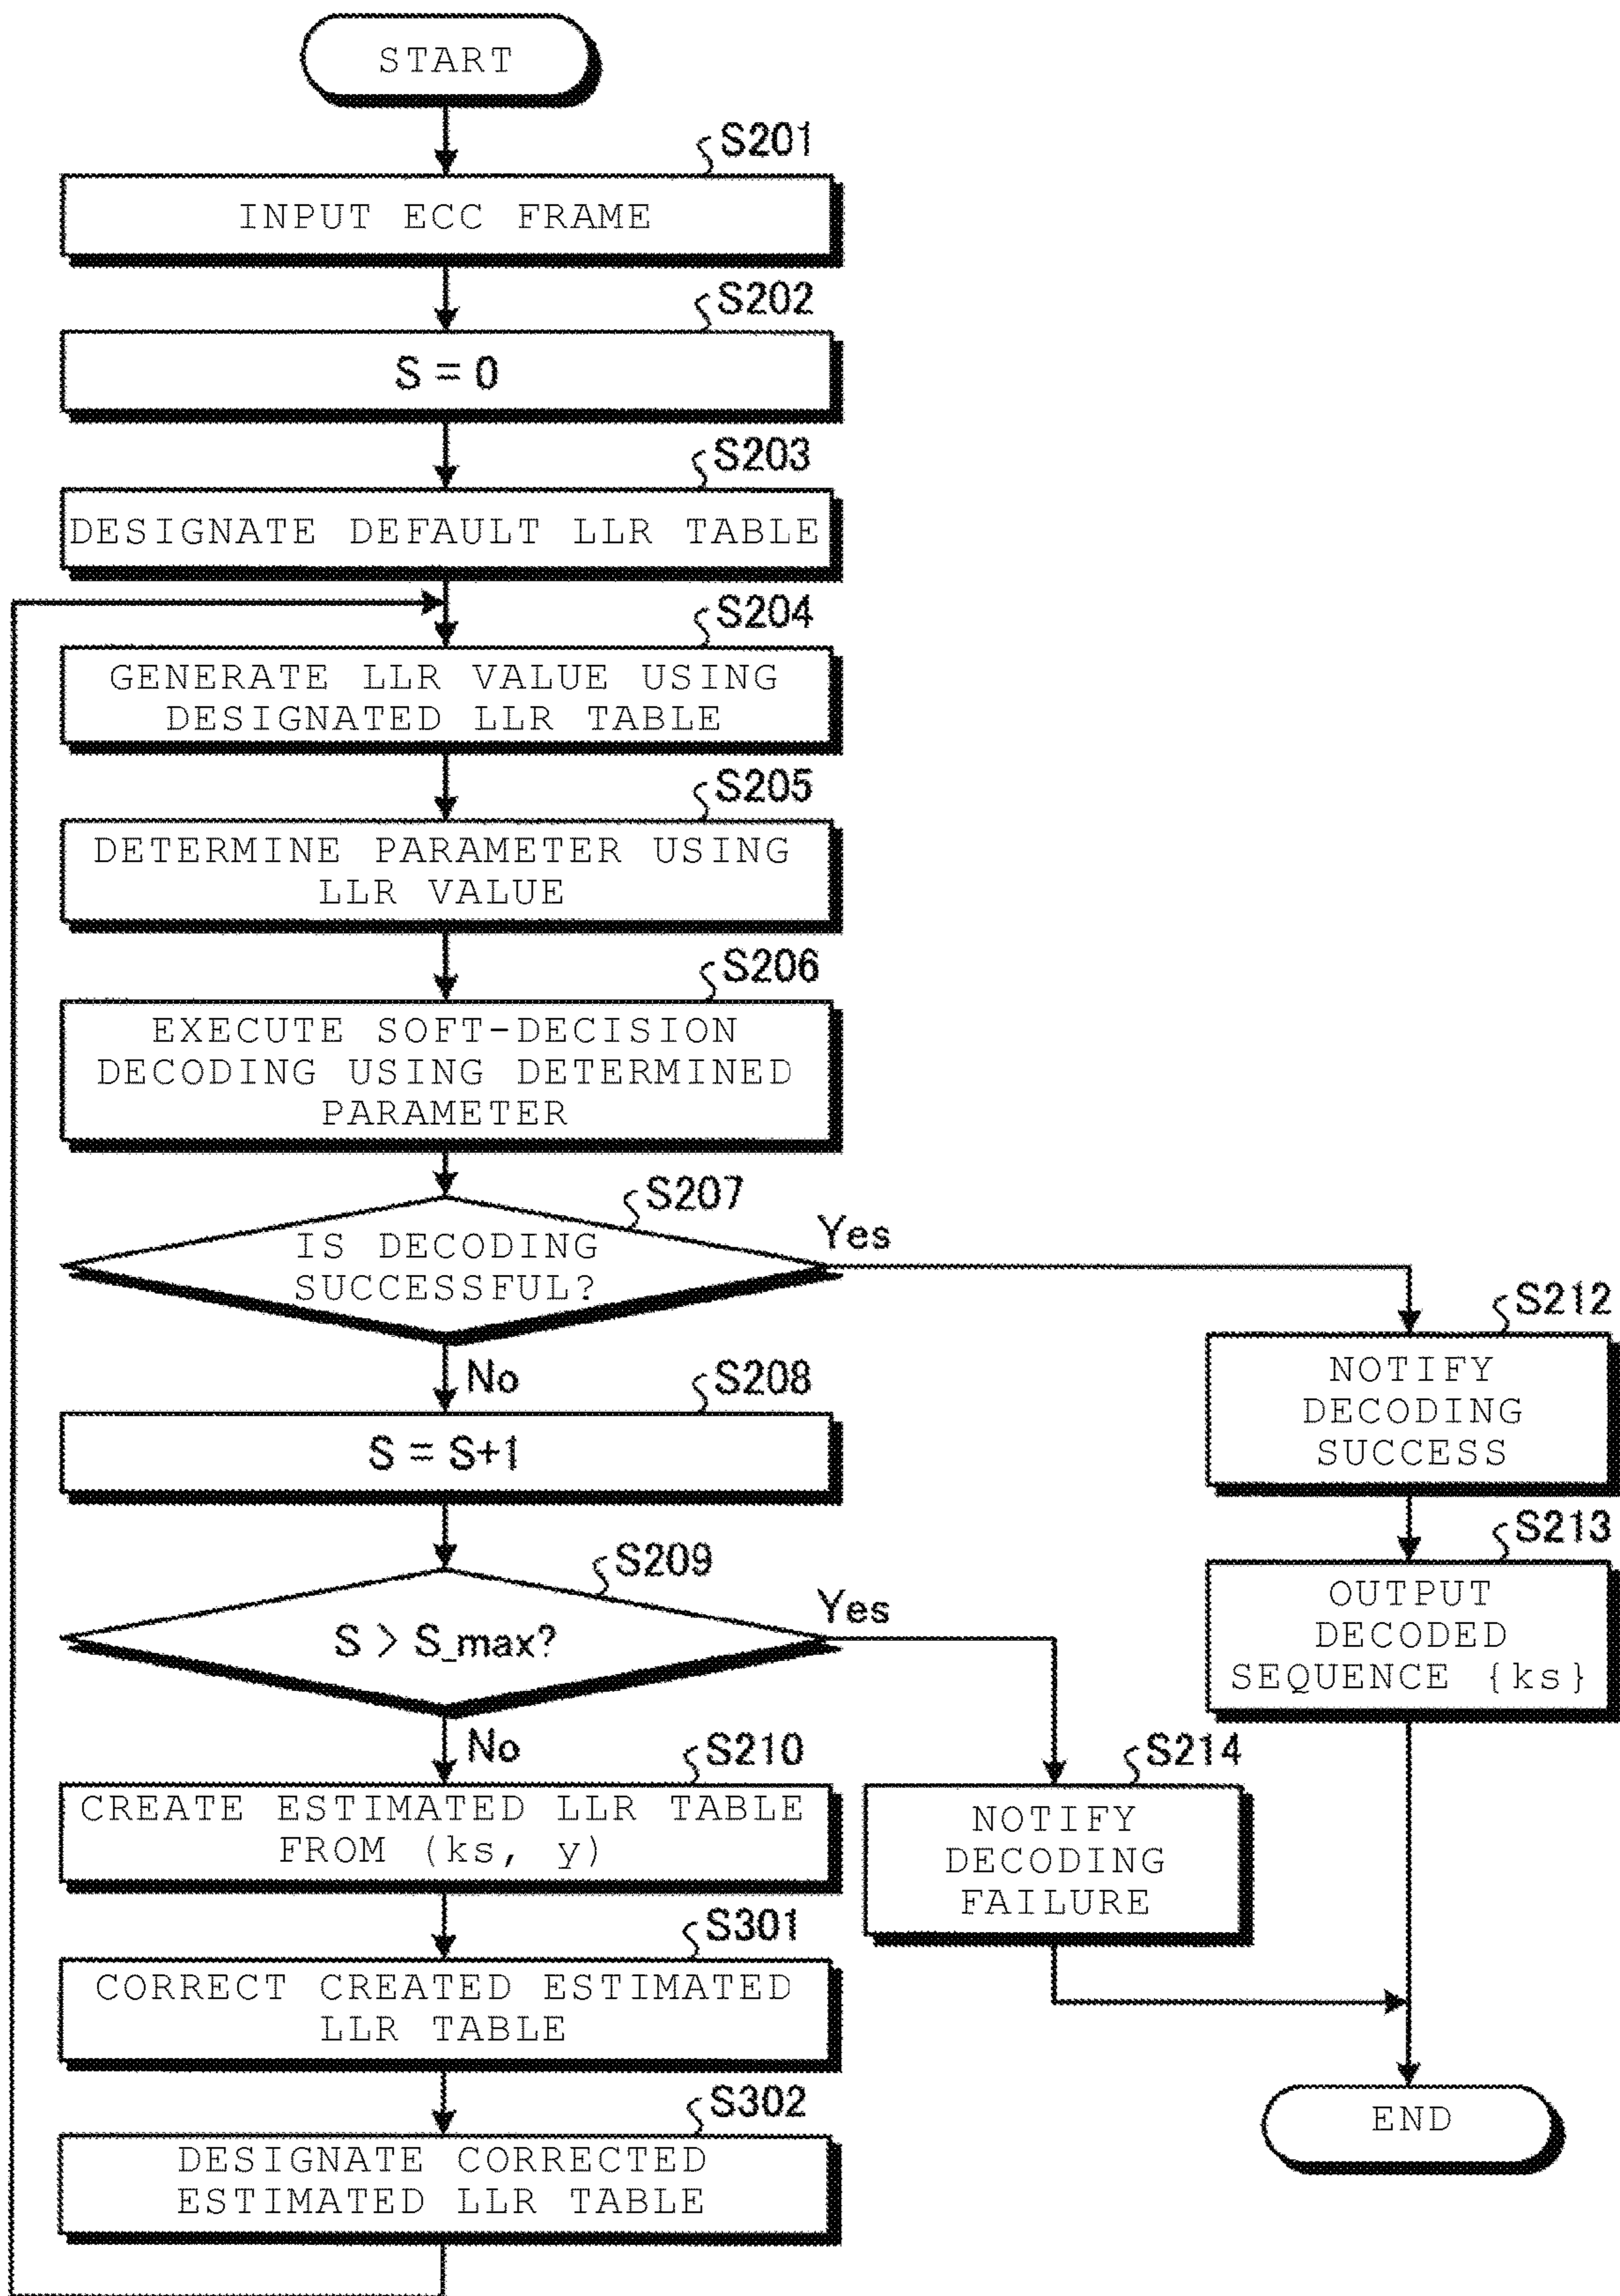 START
S201
INPUT ECC FRAME
S202
S = 0
S203
DESIGNATE DEFAULT LLR TABLE
S204
GENERATE LLR VALUE USING
DESIGNATED LLR TABLE
S205
DETERMINE PARAMETER USING
LLR VALUE
S206
EXECUTE SOFT-DECISION
DECODING USING DETERMINED
PARAMETER
S207
IS DECODING
SUCCESSFUL?
Yes
No
S208
S = S+1
S209
S > S_max?
Yes
No
S210
CREATE ESTIMATED LLR TABLE
FROM (ks, y)
S301
CORRECT CREATED ESTIMATED
LLR TABLE
S302
DESIGNATE CORRECTED
ESTIMATED LLR TABLE
S212
NOTIFY
DECODING
SUCCESS
S213
OUTPUT
DECODED
SEQUENCE {ks}
S214
NOTIFY
DECODING
FAILURE
END